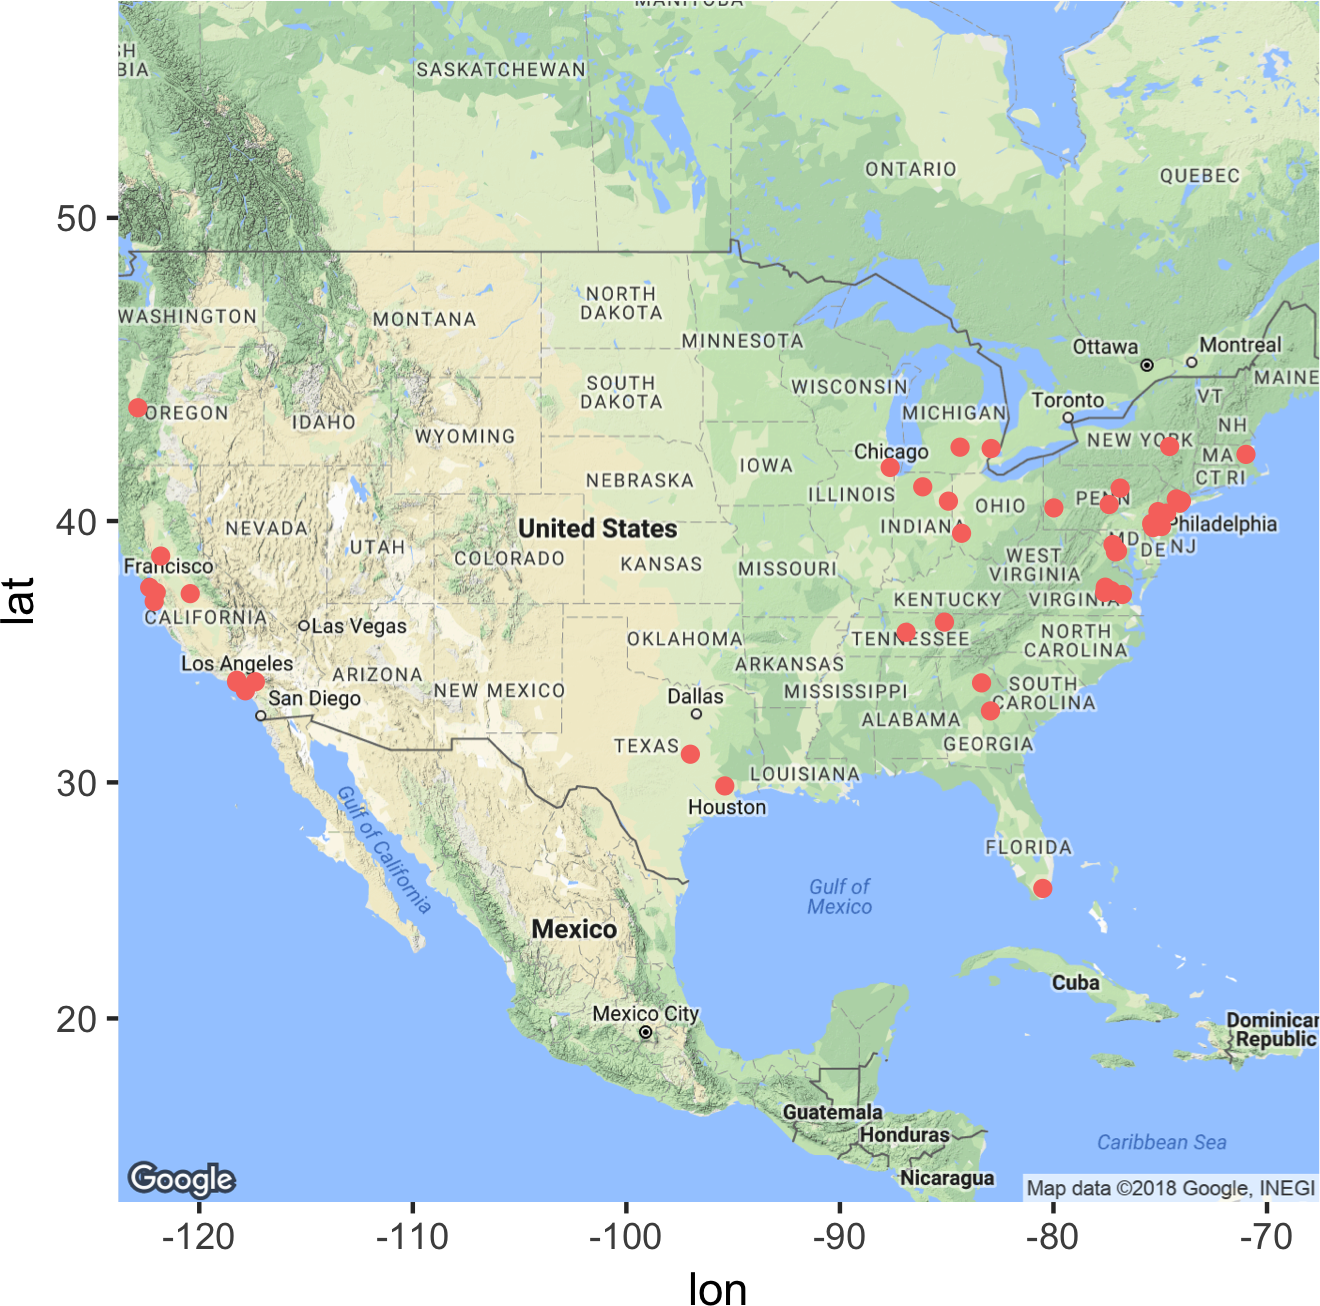 MANITOBA
SH
BIA
SASKATCHEWAN
ONTARIO
QUEBEC
50
WASHINGTON
MONTANA
NORTH
DAKOTA
MINNESOTA
Ottawa
Montreal
MAINE
SOUTH
DAKOTA
WISCONSIN
MICHIGAN
Toronto
VT
OREGON
IDAHO
WYOMING
NH
NEW YORK
Chicago
MA
IOWA
NEBRASKA
CT RI
ILLINOIS
OHIO
PENN
40
NEVADA
United States
INDIANA
Philadelphia
UTAH
COLORADO
KANSAS
MISSOURI
WEST
VIRGINIA
MD
DE
NJ
Francisco
CALIFORNIA
KENTUCKY
VIRGINIA
Las Vegas
OKLAHOMA
TENNESSEE
NORTH
CAROLINA
Los Angeles
ARIZONA
NEW MEXICO
ARKANSAS
San Diego
Dallas
MISSISSIPPI
SOUTH
CAROLINA
ALABAMA
TEXAS
GEORGIA
30
LOUISIANA
Houston
Gulf of California
FLORIDA
Gulf of
Mexico
Mexico
Cuba
20
Mexico City
Dominican
Republic
Guatemala
Honduras
Caribbean Sea
Nicaragua
Google
Map data ©2018 Google, INEGI
-120
-110
-100
-90
-80
-70
lon
lat